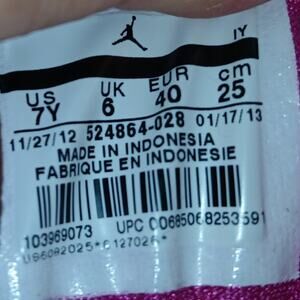 IY
US UK EUR cm
7Y 6 40 25
11/27/12 524864-028 01/17/13
MADE IN INDONESIA
FABRIQUE EN INDONESIE
103969073 UPC 00685068253591